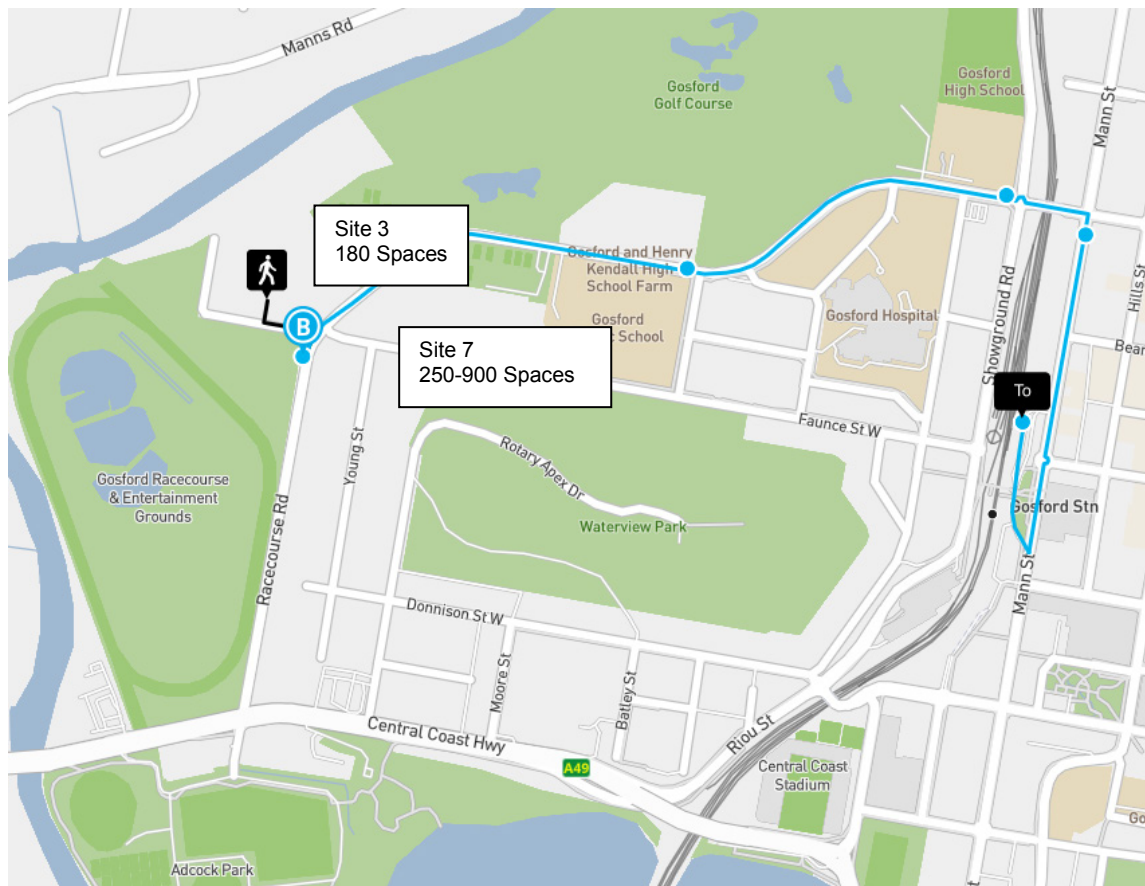 Manns Rd
Gosford
Golf Course
Gosford
High School
Mann St
Site 3
180 Spaces
Gosford and Henry
Kendall High
School Farm
Gosford
School
Site 7
250-900 Spaces
B
Gosford Hospital
Showground Rd
Hills St
To
Faunce St W
Young St
Rotary Apex Dr
Waterview Park
Gosford Racecourse
& Entertainment
Grounds
Racecourse Rd
Gosford Stn
Mann St
Donnison St W
Moore St
Batley St
Riou St
Central Coast Hwy
A49
Central Coast
Stadium
Adcock Park